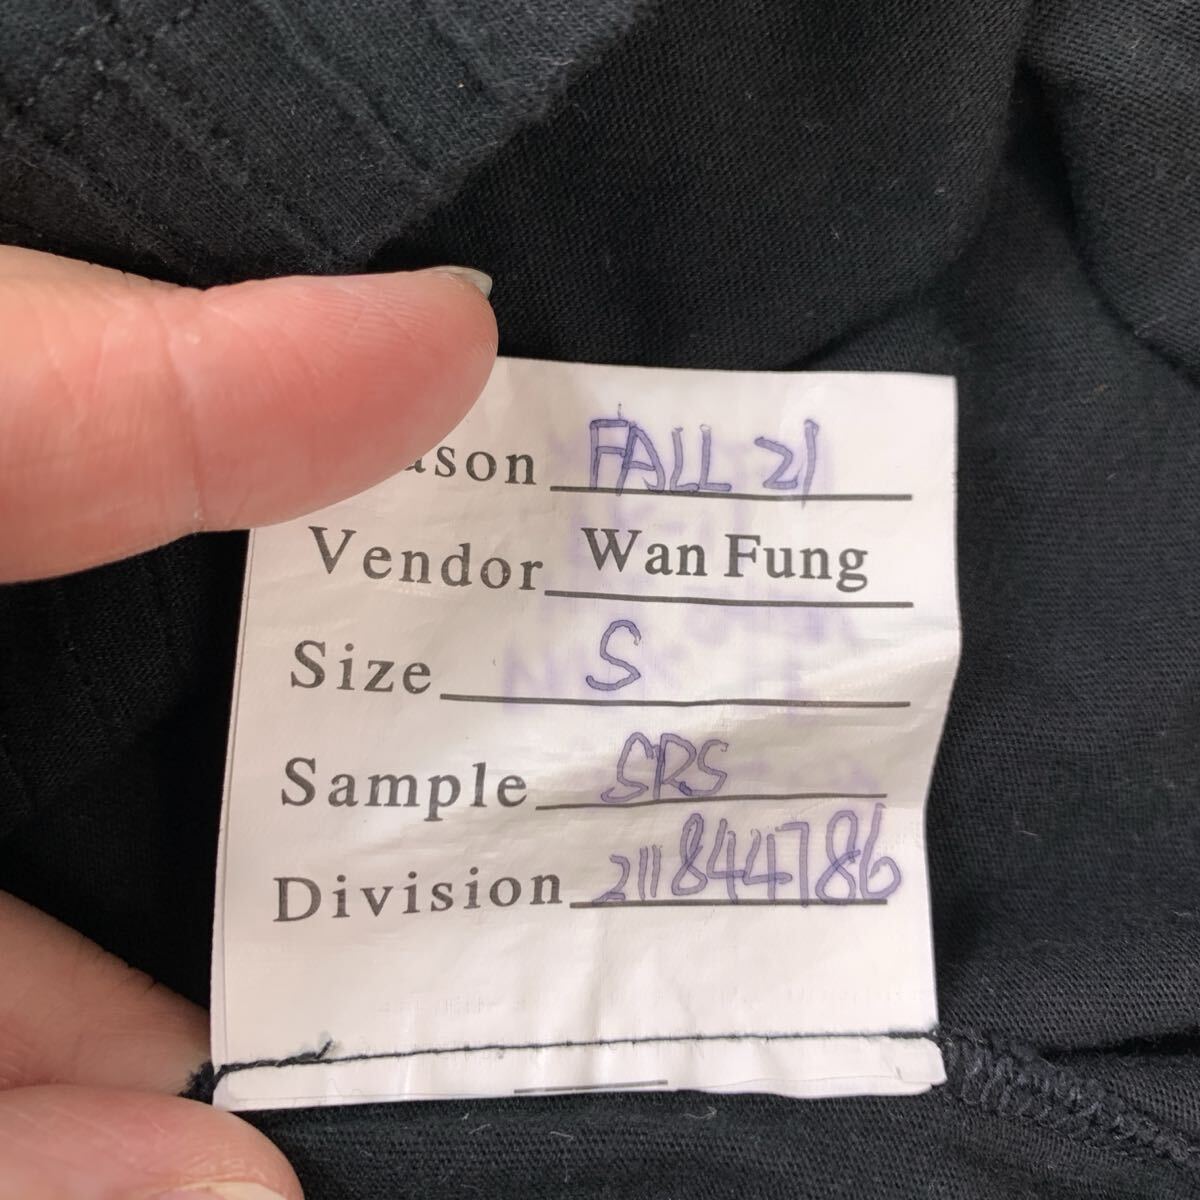 ason FALL 21
Vendor Wan Fung
Size S
Sample SRS
Division 211844786